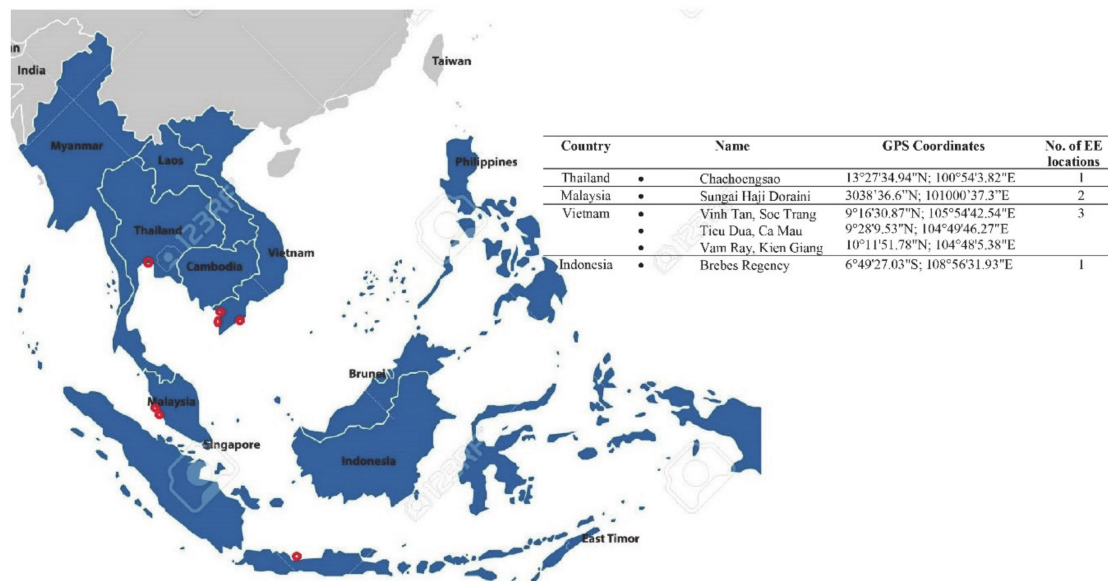 an
India
Taiwan
Myanmar
Laos
Philippines
Thailand
Vietnam
Cambodia
Brunei
Malaysia
Singapore
Indonesia
East Timor
123RF
123RF
123RF
Country Name GPS Coordinates No. of EE locations
Thailand • Chachoengsao 13°27'34,94"N; 100°54'3,82"E 1
Malaysia • Sungai Haji Doraini 3038'36.6"N; 101000'37.3"E 2
Vietnam • Vinh Tan, Soc Trang 9°16'30.87"N; 105°54'42.54"E 3
• Tieu Dua, Ca Mau 9°28'9.53"N; 104°49'46.27"E
• Vam Ray, Kien Giang 10°11'51.78"N; 104°48'5.38"E
Indonesia • Brebes Regency 6°49'27.03"S; 108°56'31.93"E 1